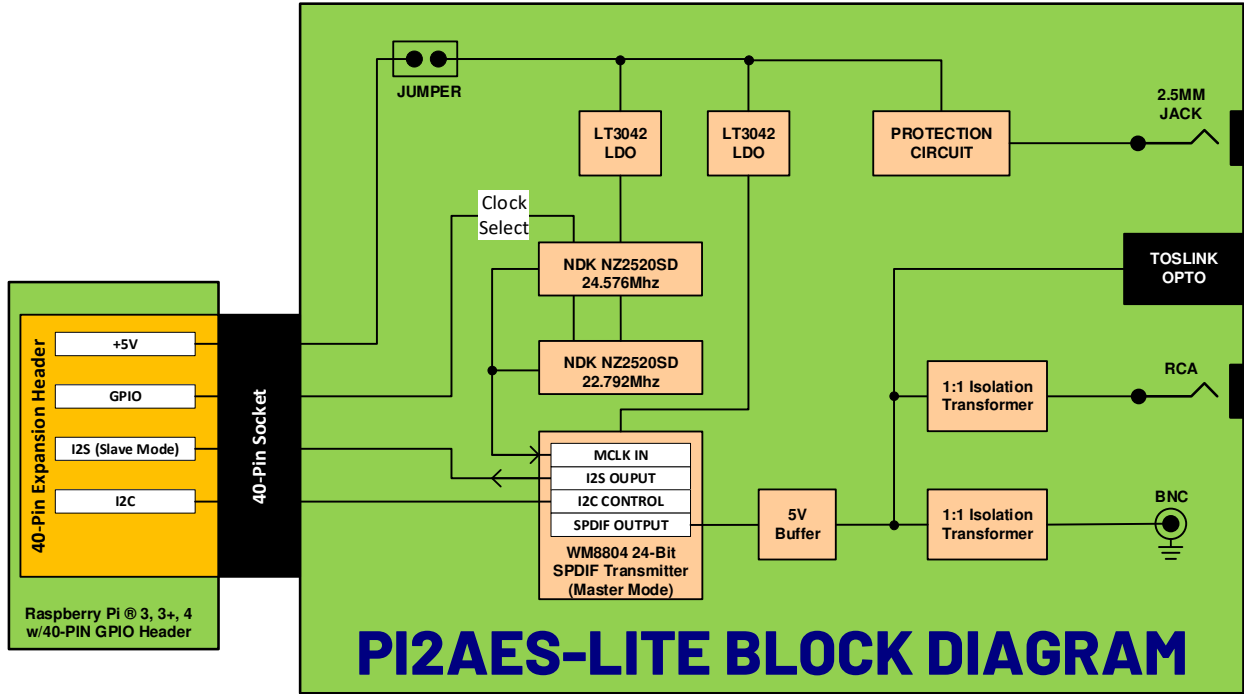 JUMPER
LT3042
LDO
LT3042
LDO
PROTECTION
CIRCUIT
2.5MM
JACK
Clock
Select
NDK NZ2520SD
24.576Mhz
NDK NZ2520SD
22.792Mhz
TOSLINK
OPTO
1:1 Isolation
Transformer
RCA
40-Pin Expansion Header
+5V
GPIO
I2S (Slave Mode)
I2C
40-Pin Socket
MCLK IN
I2S OUPUT
I2C CONTROL
SPDIF OUTPUT
WM8804 24-Bit
SPDIF Transmitter
(Master Mode)
5V
Buffer
1:1 Isolation
Transformer
BNC
Raspberry Pi ® 3, 3+, 4
w/40-PIN GPIO Header
PI2AES-LITE BLOCK DIAGRAM